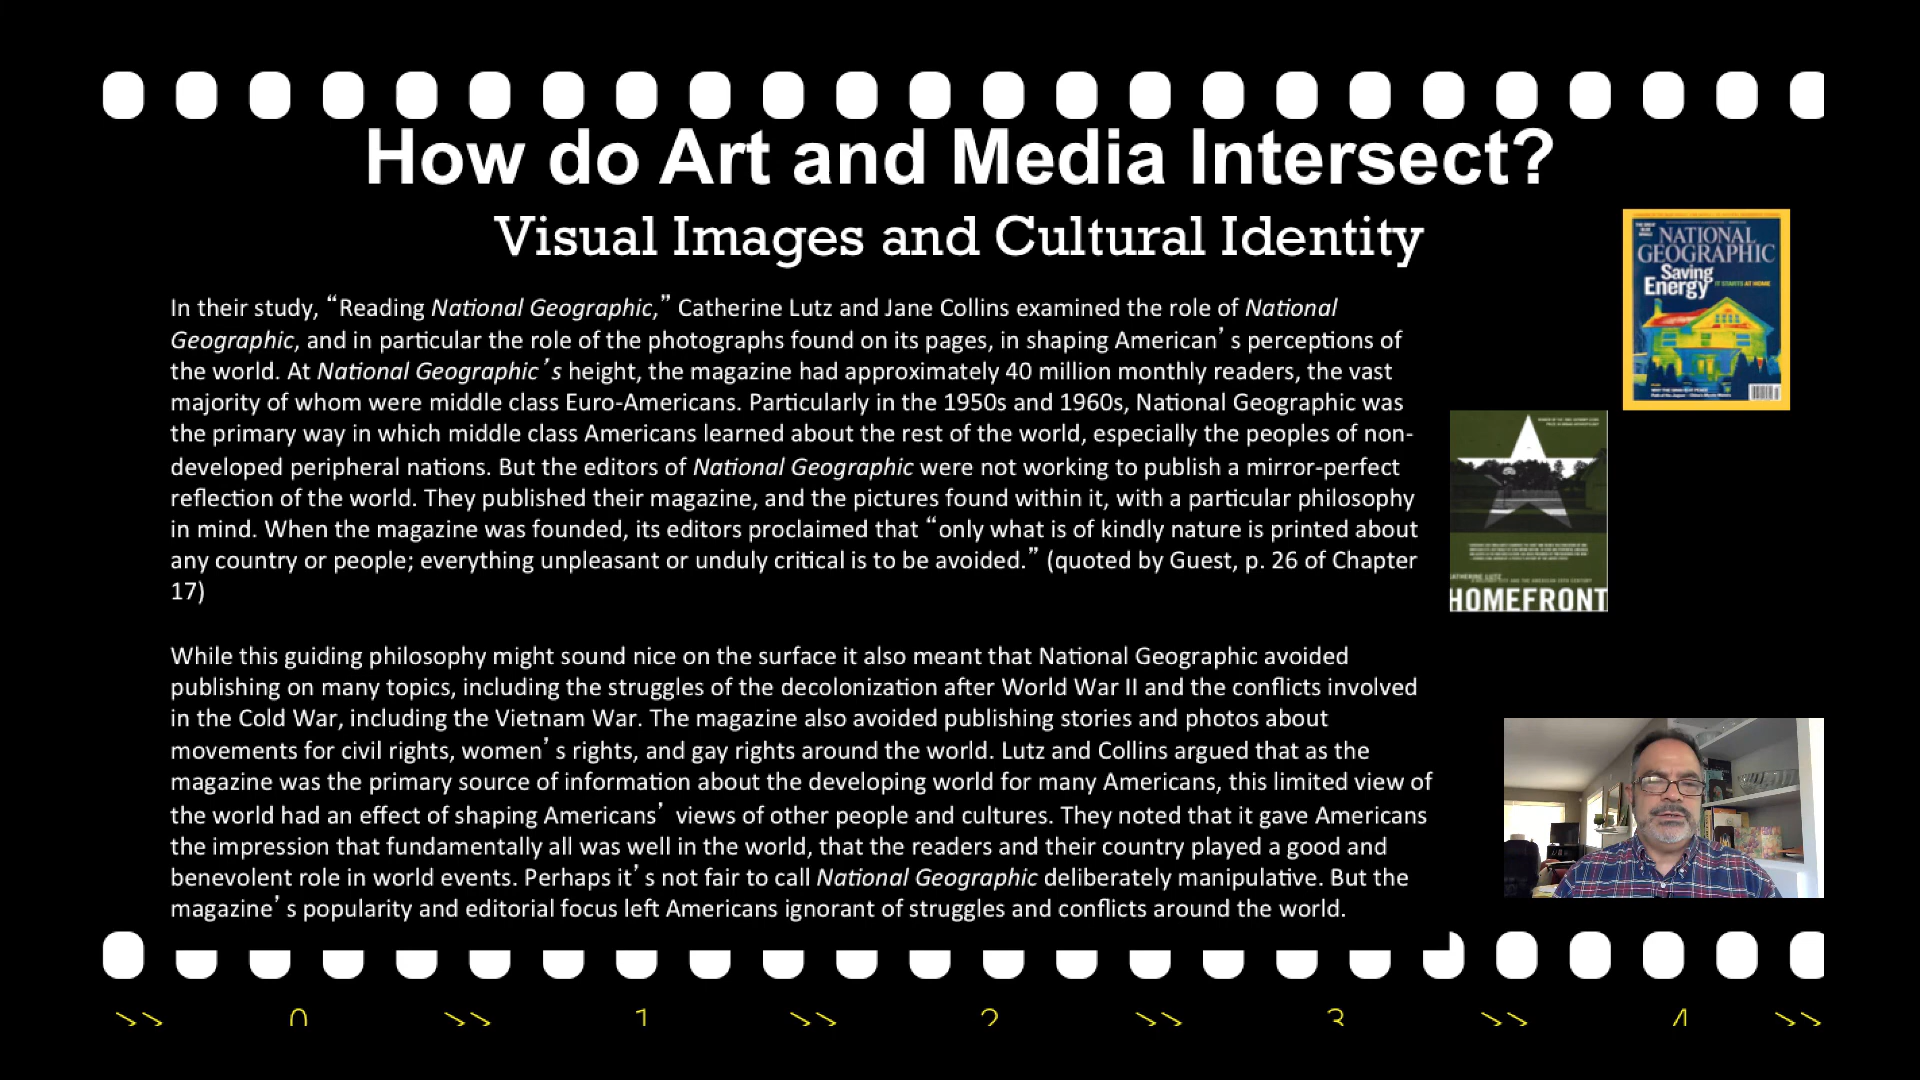 How do Art and Media Intersect?
Visual Images and Cultural Identity
In their study, “Reading National Geographic,” Catherine Lutz and Jane Collins examined the role of National
Geographic, and in particular the role of the photographs found on its pages, in shaping American’s perceptions of
the world. At National Geographic’s height, the magazine had approximately 40 million monthly readers, the vast
majority of whom were middle class Euro-Americans. Particularly in the 1950s and 1960s, National Geographic was
the primary way in which middle class Americans learned about the rest of the world, especially the peoples of non-
developed peripheral nations. But the editors of National Geographic were not working to publish a mirror-perfect
reflection of the world. They published their magazine, and the pictures found within it, with a particular philosophy
in mind. When the magazine was founded, its editors proclaimed that “only what is of kindly nature is printed about
any country or people; everything unpleasant or unduly critical is to be avoided.” (quoted by Guest, p. 26 of Chapter
17)
While this guiding philosophy might sound nice on the surface it also meant that National Geographic avoided
publishing on many topics, including the struggles of the decolonization after World War II and the conflicts involved
in the Cold War, including the Vietnam War. The magazine also avoided publishing stories and photos about
movements for civil rights, women’s rights, and gay rights around the world. Lutz and Collins argued that as the
magazine was the primary source of information about the developing world for many Americans, this limited view of
the world had an effect of shaping Americans’ views of other people and cultures. They noted that it gave Americans
the impression that fundamentally all was well in the world, that the readers and their country played a good and
benevolent role in world events. Perhaps it’s not fair to call National Geographic deliberately manipulative. But the
magazine’s popularity and editorial focus left Americans ignorant of struggles and conflicts around the world.
NATIONAL
GEOGRAPHIC
Saving
Energy IT STARTS AT HOME
HOMEFRONT
>> 0 >> 1 >> 2 >> 3 >> 4 >>